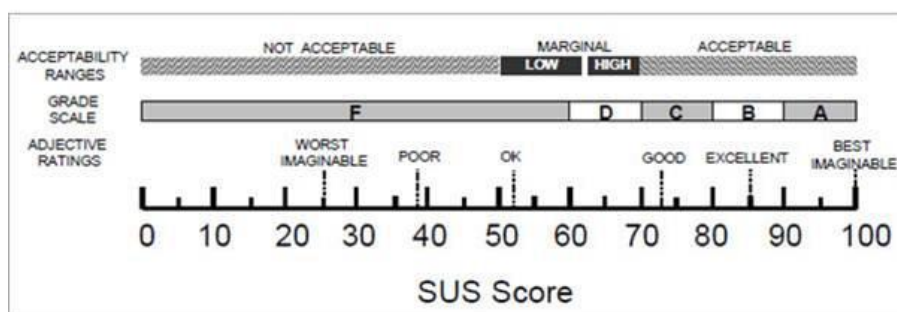 NOT ACCEPTABLE MARGINAL ACCEPTABLE
ACCEPTABILITY RANGES
LOW HIGH
GRADE SCALE
F D C B A
ADJECTIVE RATINGS
WORST IMAGINABLE
POOR
OK
GOOD
EXCELLENT
BEST IMAGINABLE
0 10 20 30 40 50 60 70 80 90 100
SUS Score